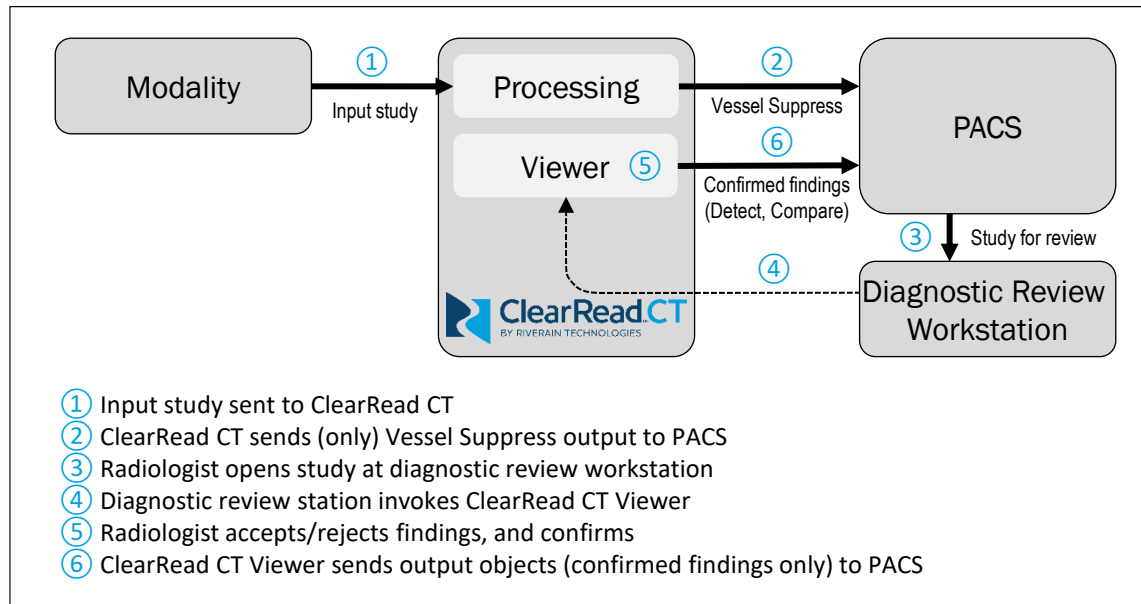 Modality
①
Input study
Processing
②
Vessel Suppress
Viewer
⑤
⑥
Confirmed findings
(Detect, Compare)
PACS
③
Study for review
④
Diagnostic Review
Workstation
ClearRead CT
BY RIVERAIN TECHNOLOGIES
① Input study sent to ClearRead CT
② ClearRead CT sends (only) Vessel Suppress output to PACS
③ Radiologist opens study at diagnostic review workstation
④ Diagnostic review station invokes ClearRead CT Viewer
⑤ Radiologist accepts/rejects findings, and confirms
⑥ ClearRead CT Viewer sends output objects (confirmed findings only) to PACS